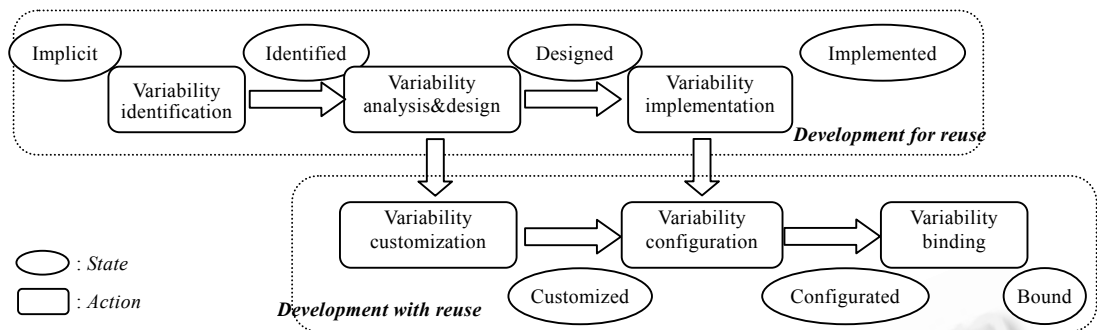 Implicit
Identified
Designed
Implemented
Variability
identification
Variability
analysis&design
Variability
implementation
Development for reuse
Variability
customization
Variability
configuration
Variability
binding
: State
: Action
Customized
Configurated
Bound
Development with reuse